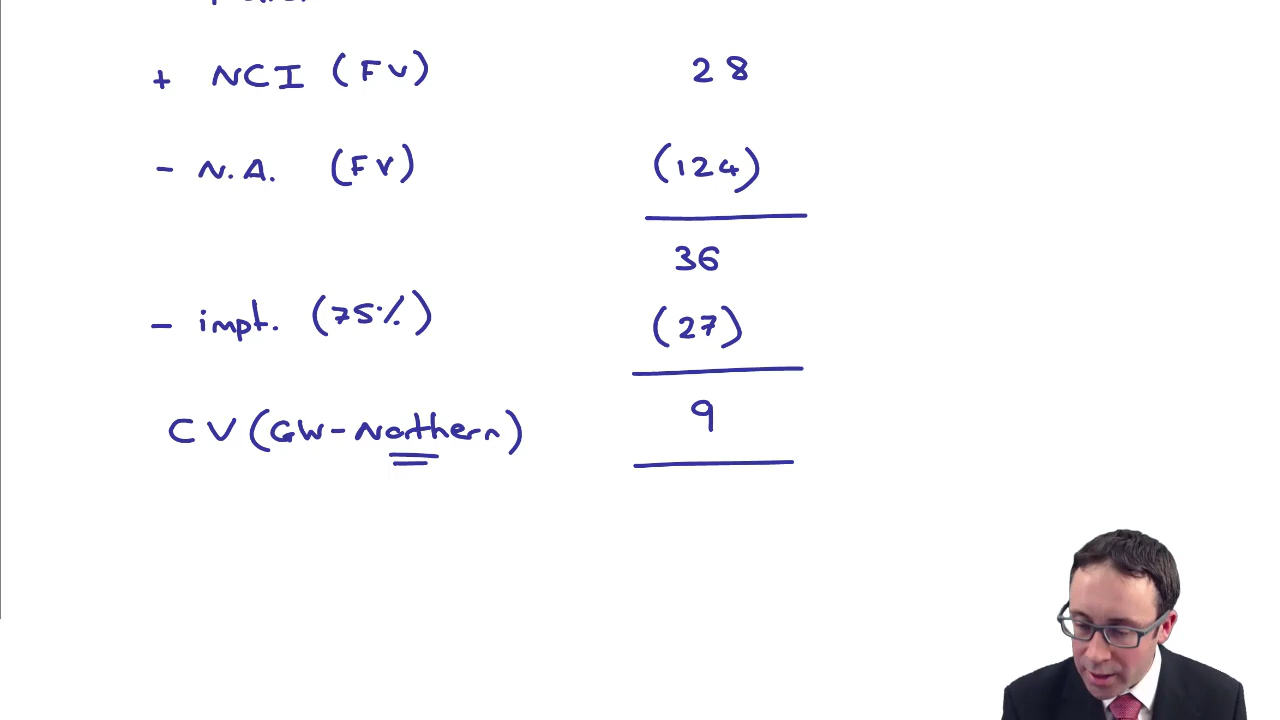 + NCI (FV) 28
- N.A. (FV) (124)
36
- impt. (75%) (27)
CV (GW-Northern) 9